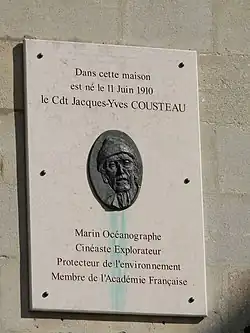 Dans cette maison
est né le 11 Juin 1910
le Cdt Jacques-Yves COUSTEAU
Marin Océanographe
Cinéaste Explorateur
Protecteur de l'environnement
Membre de l'Académie Française